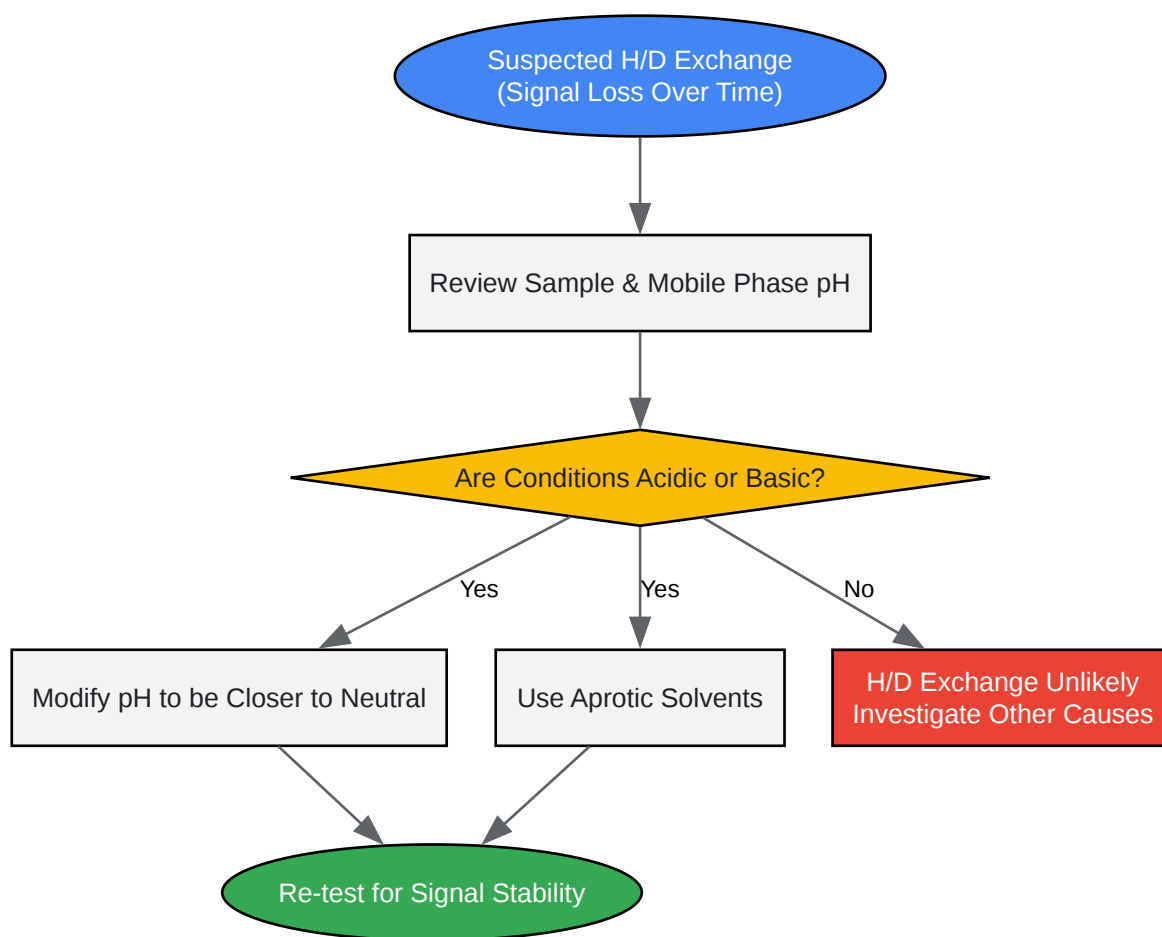 Suspected H/D Exchange
(Signal Loss Over Time)
Review Sample & Mobile Phase pH
Are Conditions Acidic or Basic?
Yes
Yes
No
Modify pH to be Closer to Neutral
Use Aprotic Solvents
H/D Exchange Unlikely
Investigate Other Causes
Re-test for Signal Stability